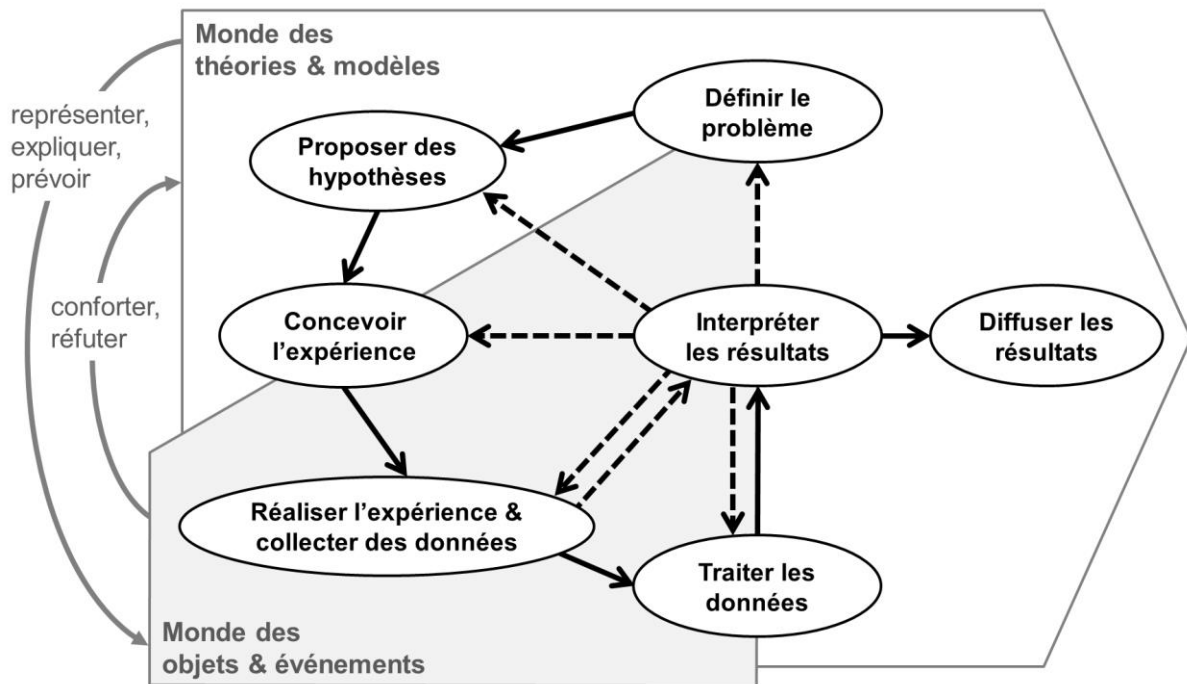 Monde des
théories & modèles
représenter,
expliquer,
prévoir
conforter,
réfuter
Définir le
problème
Proposer des
hypothèses
Concevoir
l’expérience
Interpréter
les résultats
Diffuser les
résultats
Réaliser l’expérience &
collecter des données
Traiter les
données
Monde des
objets & événements